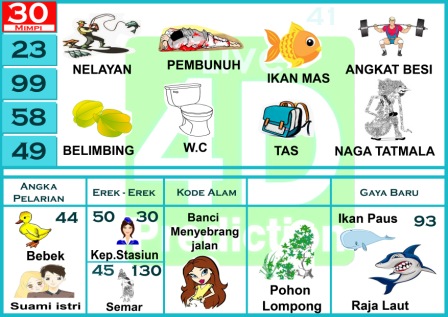 30
MIMPI
41
23
99
58
49
NELAYAN
PEMBUNUH
IKAN MAS
ANGKAT BESI
BELIMBING
W.C
TAS
NAGA TATMALA
Live
4D
Prediction
ANGKA PELARIAN
EREK - EREK
KODE ALAM
GAYA BARU
44
Bebek
Suami istri
50 30
Kep.Stasiun
45 130
Semar
Banci
Menyebrang
jalan
Pohon
Lompong
Ikan Paus
93
Raja Laut